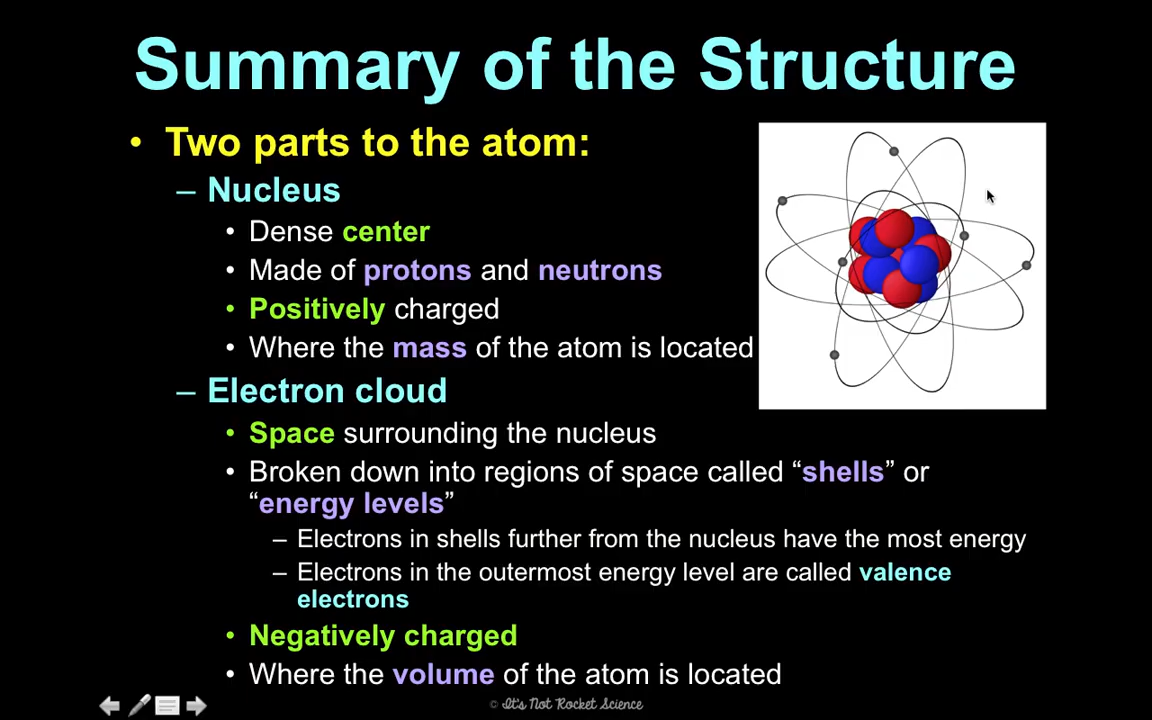 Summary of the Structure
• Two parts to the atom:
– Nucleus
• Dense center
• Made of protons and neutrons
• Positively charged
• Where the mass of the atom is located
– Electron cloud
• Space surrounding the nucleus
• Broken down into regions of space called “shells” or
“energy levels”
– Electrons in shells further from the nucleus have the most energy
– Electrons in the outermost energy level are called valence
electrons
• Negatively charged
• Where the volume of the atom is located
© It's Not Rocket Science